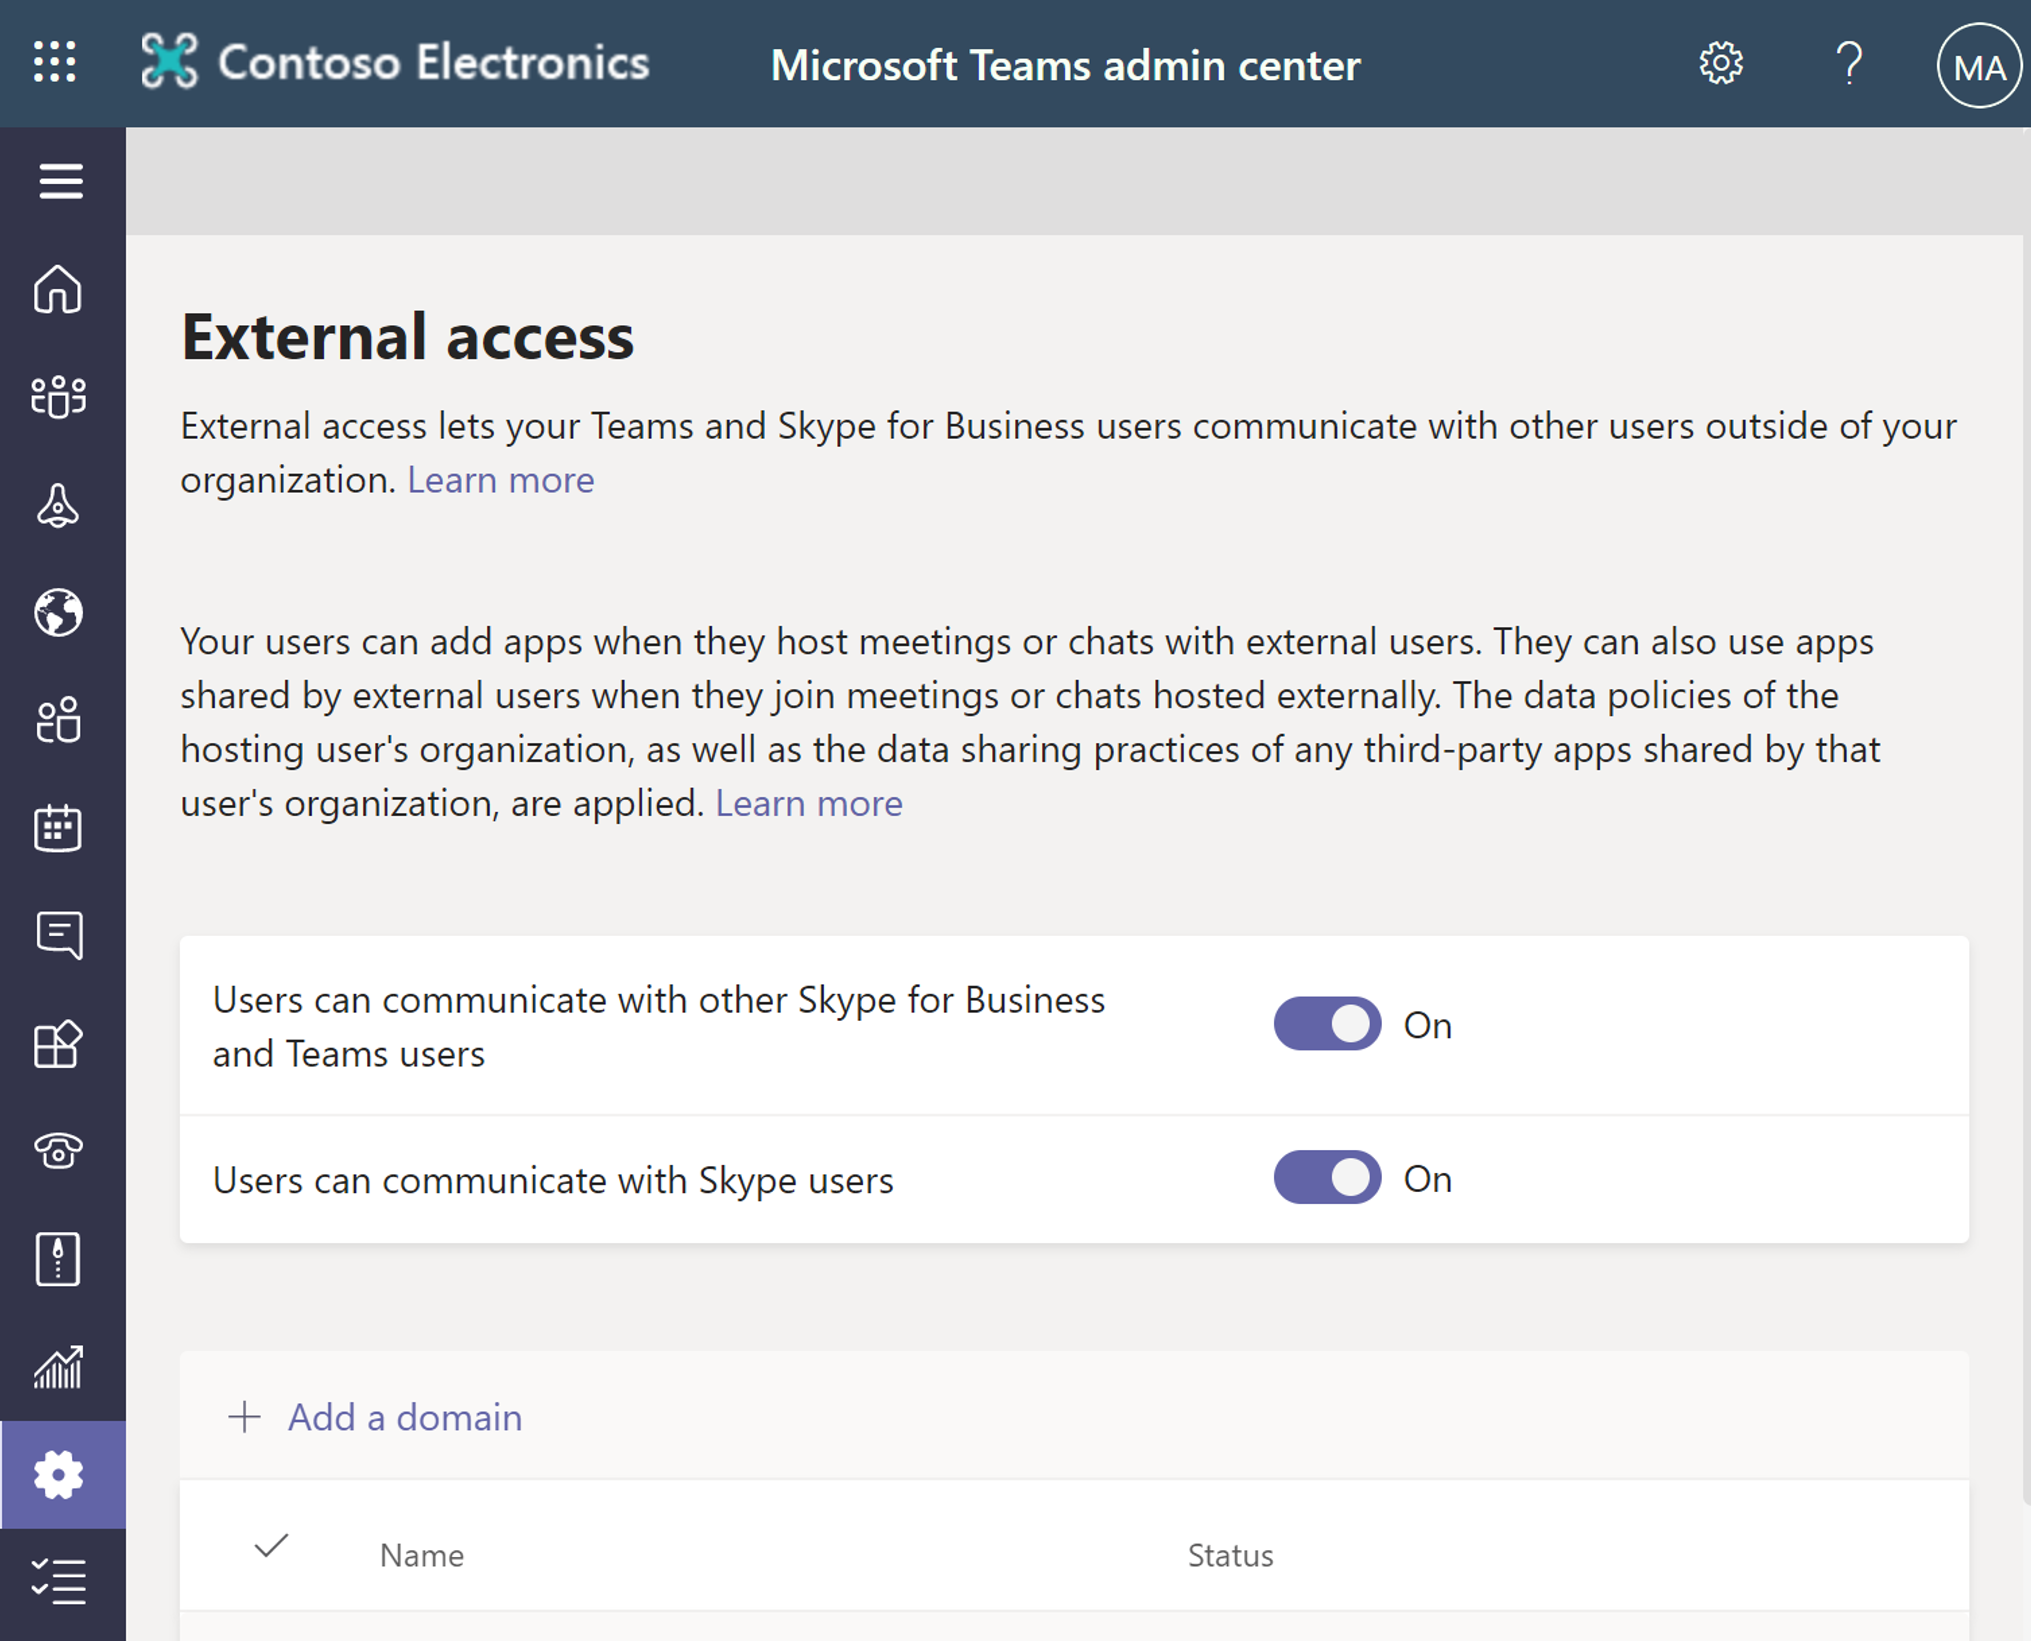 Contoso Electronics
Microsoft Teams admin center
?
MA
External access
External access lets your Teams and Skype for Business users communicate with other users outside of your
organization. Learn more
Your users can add apps when they host meetings or chats with external users. They can also use apps
shared by external users when they join meetings or chats hosted externally. The data policies of the
hosting user's organization, as well as the data sharing practices of any third-party apps shared by that
user's organization, are applied. Learn more
Users can communicate with other Skype for Business
and Teams users
On
Users can communicate with Skype users
On
+ Add a domain
Name
Status